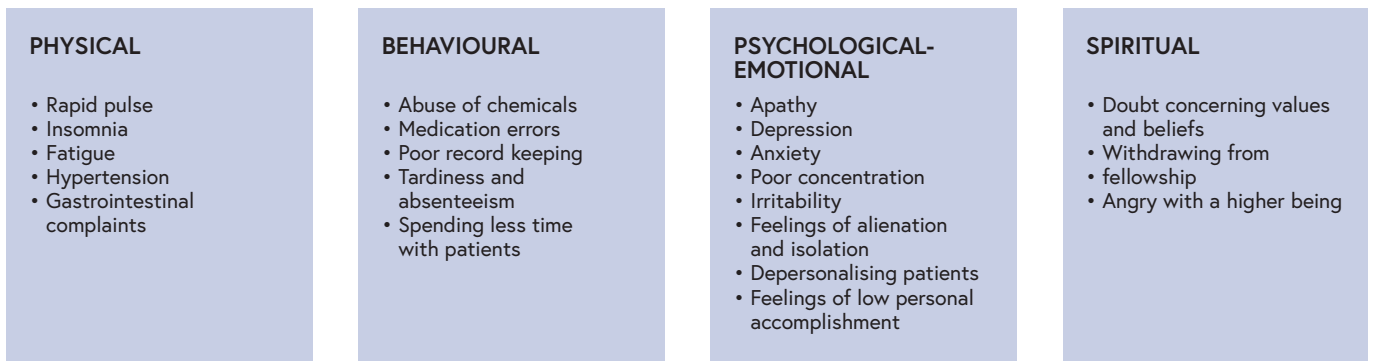 PHYSICAL
• Rapid pulse
• Insomnia
• Fatigue
• Hypertension
• Gastrointestinal
complaints
BEHAVIOURAL
• Abuse of chemicals
• Medication errors
• Poor record keeping
• Tardiness and
absenteeism
• Spending less time
with patients
PSYCHOLOGICAL-
EMOTIONAL
• Apathy
• Depression
• Anxiety
• Poor concentration
• Irritability
• Feelings of alienation
and isolation
• Depersonalising patients
• Feelings of low personal
accomplishment
SPIRITUAL
• Doubt concerning values
and beliefs
• Withdrawing from
• fellowship
• Angry with a higher being